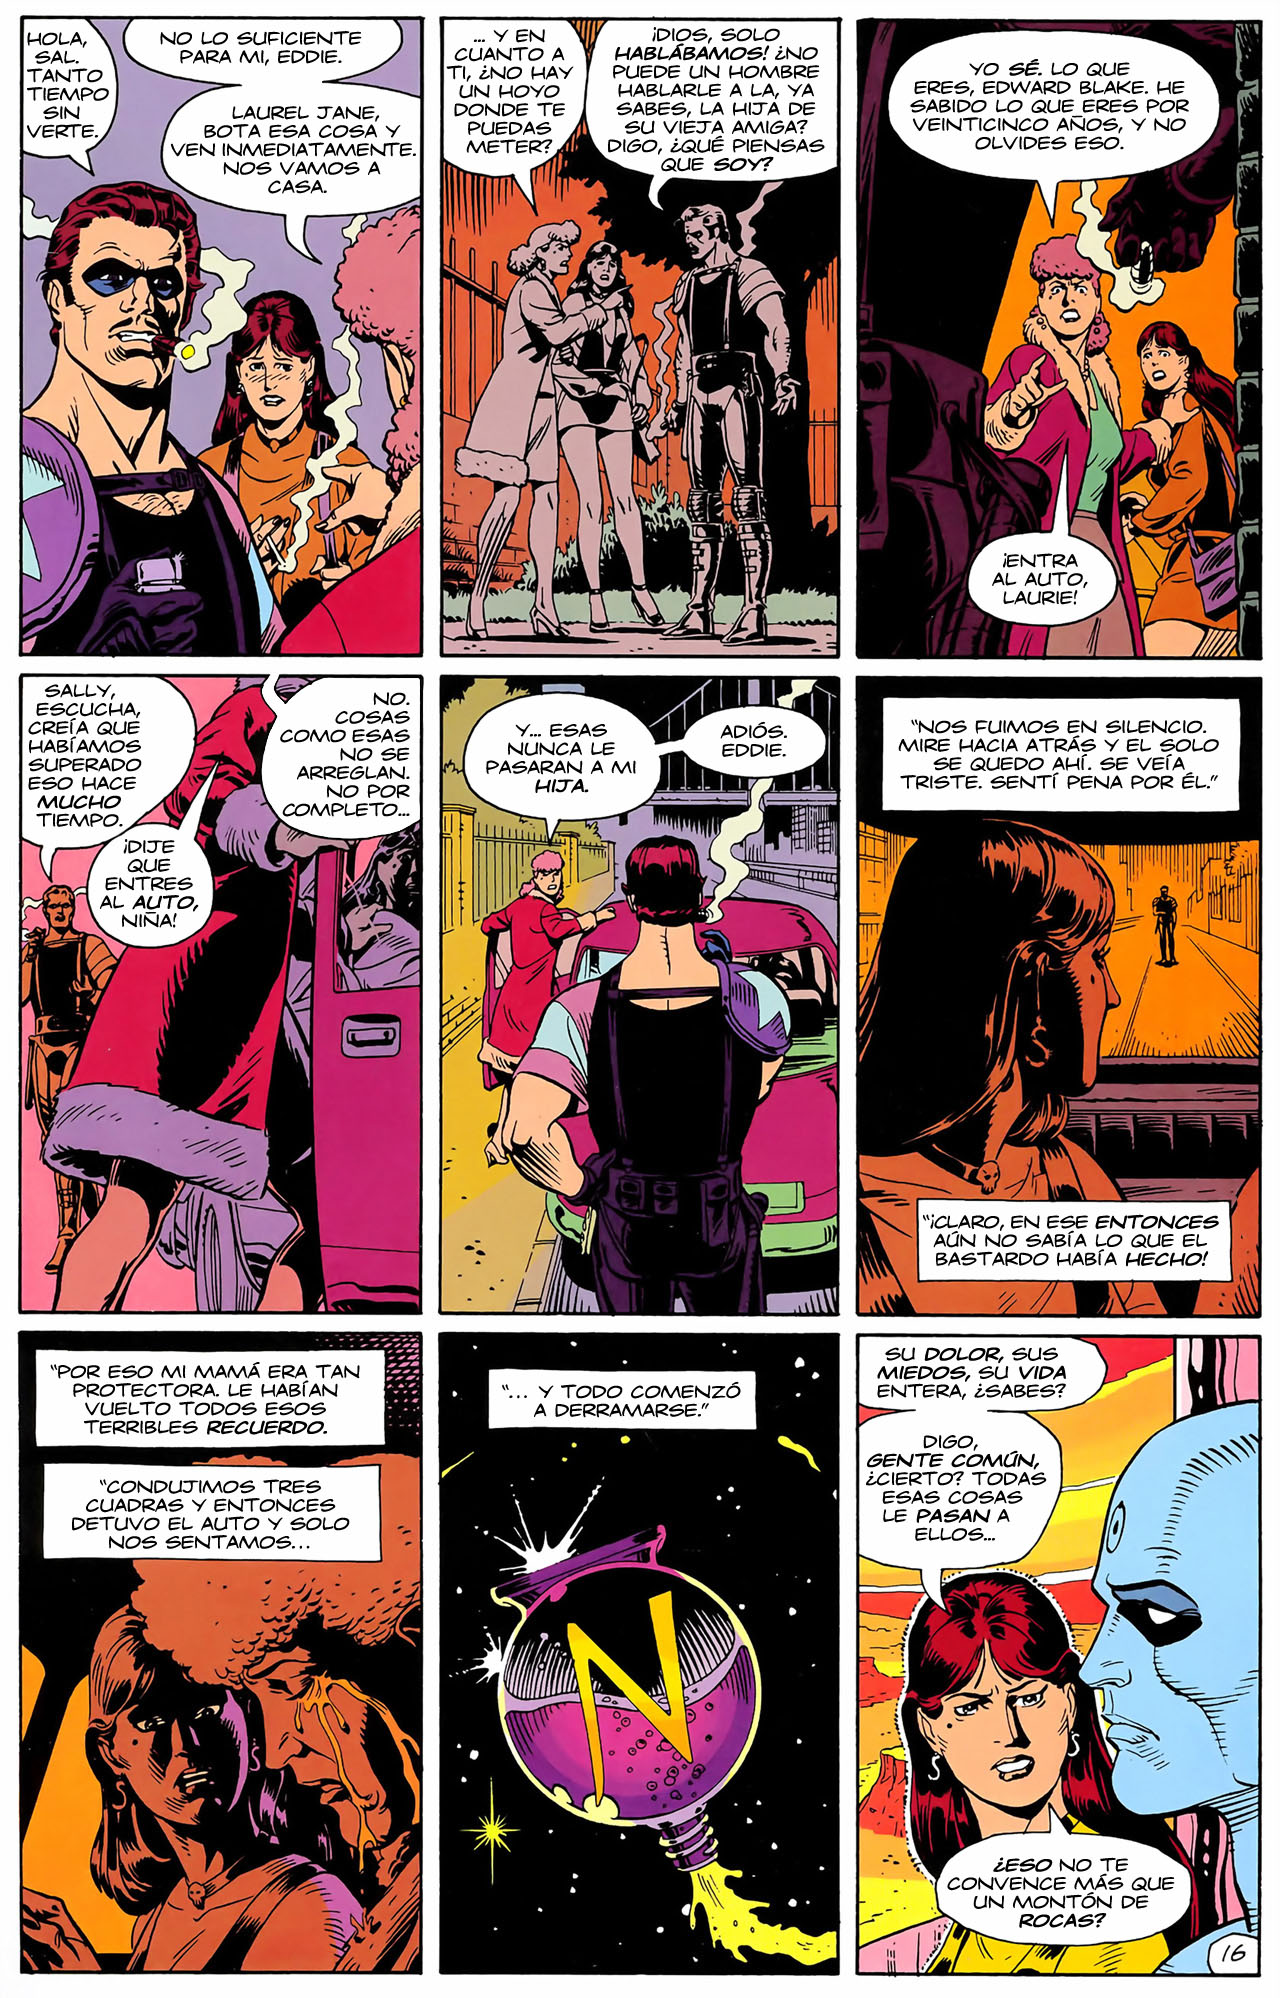 HOLA,
SAL.
TANTO
TIEMPO
SIN
VERTE.
NO LO SUFICIENTE
PARA MI, EDDIE.
LAUREL JANE,
BOTA ESA COSA Y
VEN INMEDIATAMENTE.
NOS VAMOS A
CASA.
... Y EN
CUANTO A
TI, ¿NO HAY
UN HOYO
DONDE TE
PUEDAS
METER?
¡DIOS, SOLO
HABLÁBAMOS! ¿NO
PUEDE UN HOMBRE
HABLARLE A LA, YA
SABES, LA HIJA DE
SU VIEJA AMIGA?
DIGO, ¿QUÉ PIENSAS
QUE SOY?
YO SÉ. LO QUE
ERES, EDWARD BLAKE. HE
SABIDO LO QUE ERES POR
VEINTICINCO AÑOS, Y NO
OLVIDES ESO.
¡ENTRA
AL AUTO,
LAURIE!
SALLY,
ESCUCHA,
CREÍA QUE
HABÍAMOS
SUPERADO
ESO HACE
MUCHO
TIEMPO.
NO.
COSAS
COMO ESAS
NO SE
ARREGLAN.
NO POR
COMPLETO...
¡DIJE
QUE
ENTRES
AL AUTO,
NIÑA!
Y... ESAS
NUNCA LE
PASARAN A MI
HIJA.
ADIÓS.
EDDIE.
"NOS FUIMOS EN SILENCIO.
MIRE HACIA ATRÁS Y EL SOLO
SE QUEDO AHÍ. SE VEÍA
TRISTE. SENTÍ PENA POR ÉL."
"¡CLARO, EN ESE ENTONCES
AÚN NO SABÍA LO QUE EL
BASTARDO HABÍA HECHO!
"POR ESO MI MAMÁ ERA TAN
PROTECTORA. LE HABÍAN
VUELTO TODOS ESOS
TERRIBLES RECUERDO.
"CONDUJIMOS TRES
CUADRAS Y ENTONCES
DETUVO EL AUTO Y SOLO
NOS SENTAMOS...
"... Y TODO COMENZÓ
A DERRAMARSE."
N
SU DOLOR, SUS
MIEDOS, SU VIDA
ENTERA, ¿SABES?
DIGO,
GENTE COMÚN,
¿CIERTO? TODAS
ESAS COSAS
LE PASAN A
ELLOS...
¿ESO NO TE
CONVENCE MÁS QUE
UN MONTÓN DE
ROCAS?
16